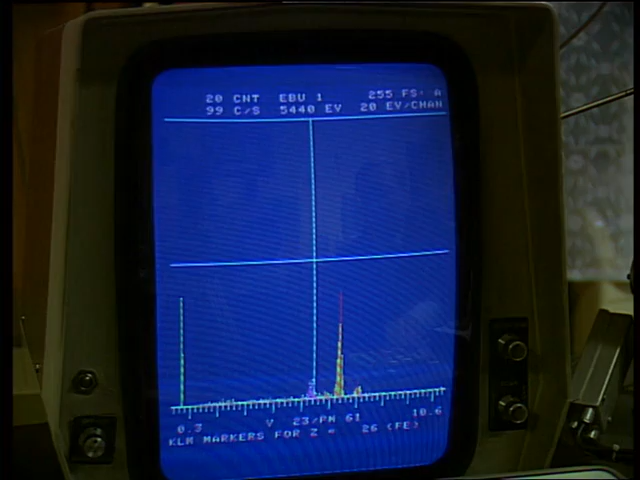 20 CNT EBU 1 255 FS: A
99 C/S 5440 EV 20 EV/CHAN
0.3 V 23/PM 61 10.6
KLM MARKERS FOR Z = 26 (FE)